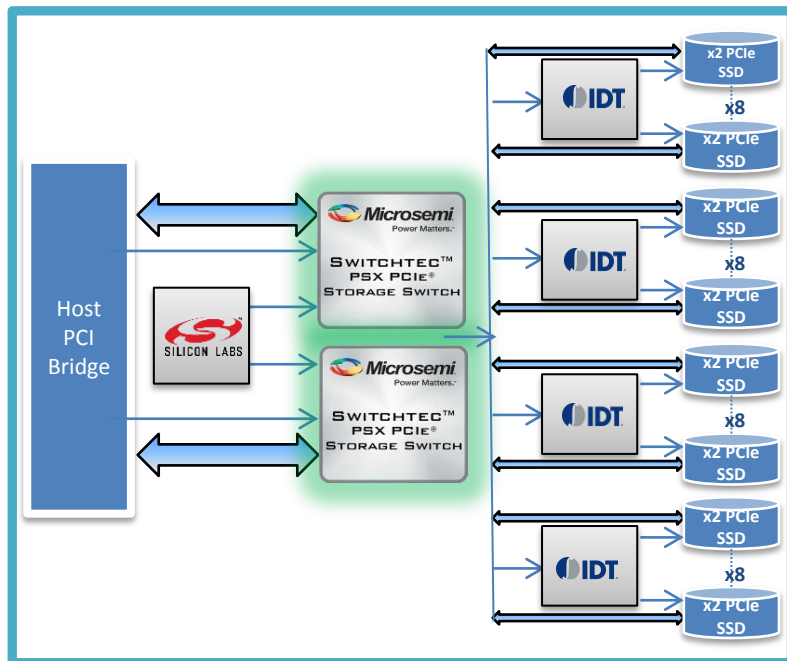 Host
PCI
Bridge
SILICON LABS
Microsemi
Power Matters.™
SWITCHTEC™
PSX PCIE®
STORAGE SWITCH
Microsemi
Power Matters.™
SWITCHTEC™
PSX PCIE®
STORAGE SWITCH
IDT
x2 PCIe
SSD
x8
x2 PCIe
SSD
IDT
x2 PCIe
SSD
x8
x2 PCIe
SSD
IDT
x2 PCIe
SSD
x8
x2 PCIe
SSD
IDT
x2 PCIe
SSD
x8
x2 PCIe
SSD